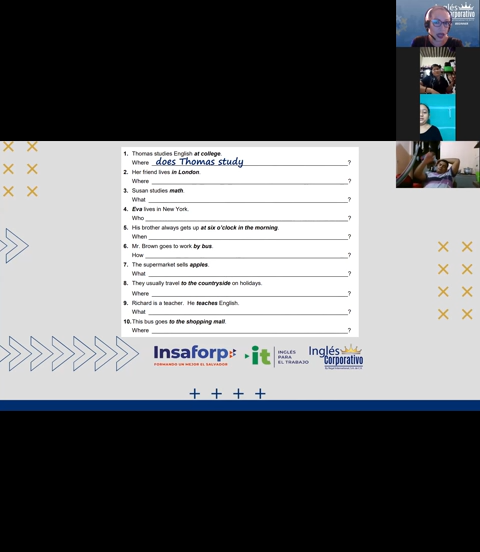 Inglés
Corporativo
1. Thomas studies English at college.
Where does Thomas study ?
2. Her friend lives in London.
Where ?
3. Susan studies math.
What ?
4. Eva lives in New York.
Who ?
5. His brother always gets up at six o'clock in the morning.
When ?
6. Mr. Brown goes to work by bus.
How ?
7. The supermarket sells apples.
What ?
8. They usually travel to the countryside on holidays.
Where ?
9. Richard is a teacher. He teaches English.
What ?
10. This bus goes to the shopping mall.
Where ?
Insaforp
FORMANDO UN MEJOR EL SALVADOR
it
INGLÉS
PARA
EL TRABAJO
Inglés
Corporativo